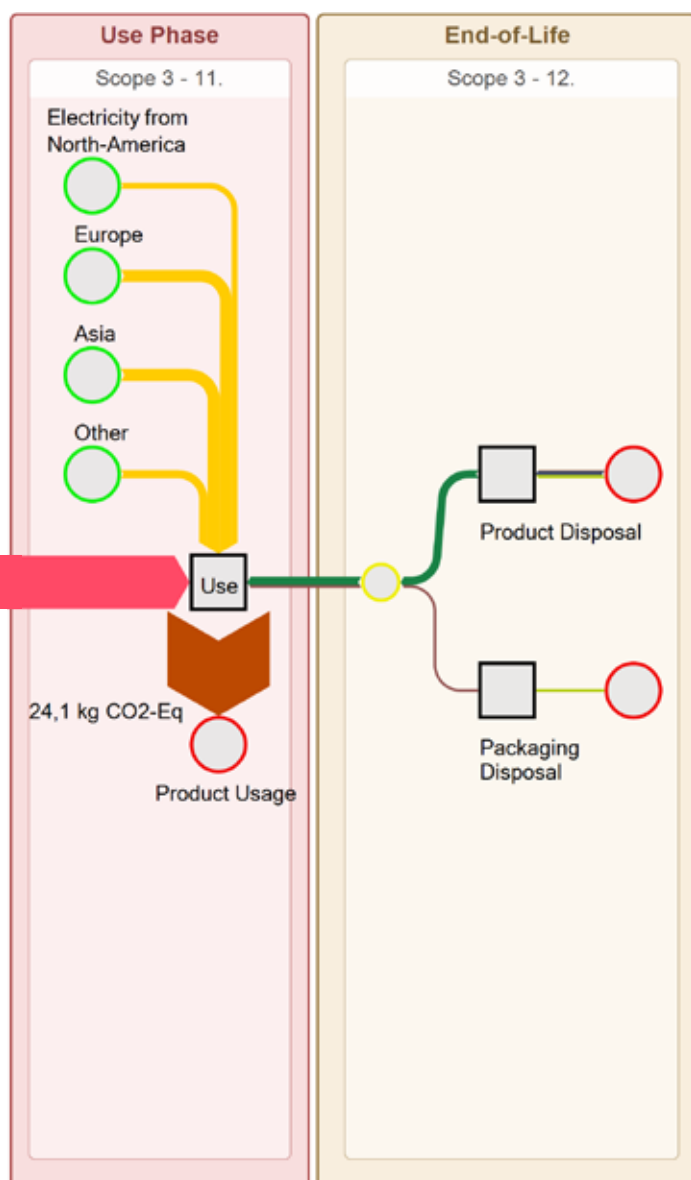 Use Phase
Scope 3 - 11.
Electricity from
North-America
Europe
Asia
Other
Use
24,1 kg CO2-Eq
Product Usage
End-of-Life
Scope 3 - 12.
Product Disposal
Packaging
Disposal